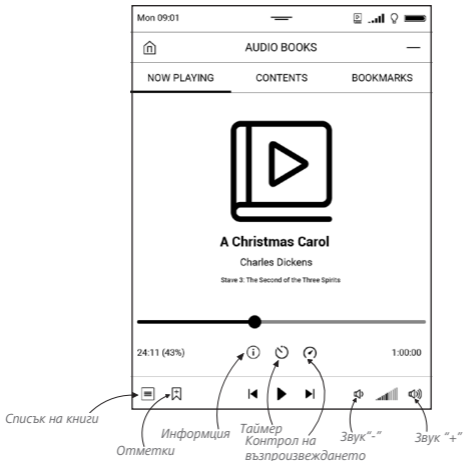 Mon 09:01
AUDIO BOOKS
NOW PLAYING CONTENTS BOOKMARKS
A Christmas Carol
Charles Dickens
Stave 3: The Second of the Three Spirits
24:11 (43%) 1:00:00
Списък на книги
Отметки
Информция
Таймер
Контрол на
възпроизвеждането
Звук"-"
Звук "+"